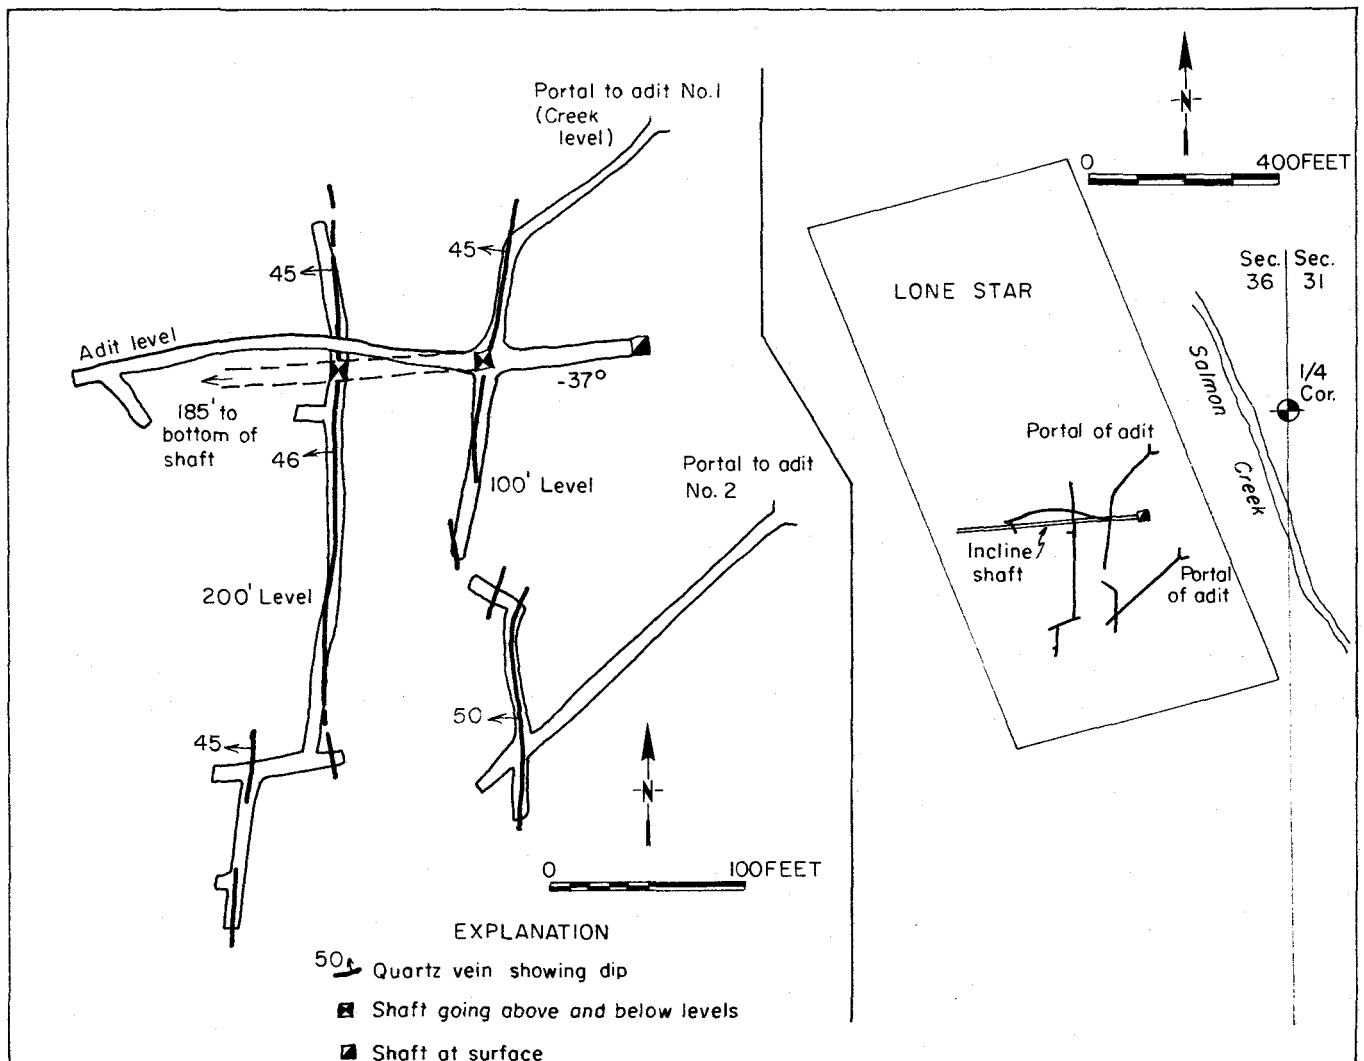 Portal to adit No. 1
(Creek
level)
45
45
Adit level
-37°
185' to
bottom of
shaft
46
100' Level
Portal to adit
No. 2
200' Level
50
45
N
0 100 FEET
EXPLANATION
50 Quartz vein showing dip
Shaft going above and below levels
Shaft at surface
N
0 400 FEET
LONE STAR
Sec. Sec.
36 31
Salmon
Creek
1/4
Cor.
Portal of adit
Incline
shaft
Portal
of adit